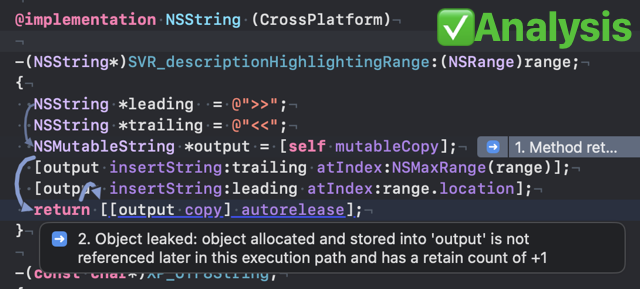 @implementation NSString (CrossPlatform)¬
✅Analysis
¬
-(NSString*)SVR_descriptionHighlightingRange:(NSRange)range;¬
{¬
NSString *leading  = @">>";¬
NSString *trailing = @"<<";¬
NSMutableString *output = [self mutableCopy];¬
1. Method ret...
[output insertString:trailing atIndex:NSMaxRange(range)];¬
[output insertString:leading atIndex:range.location];¬
return [[output copy] autorelease];¬
}¬
2. Object leaked: object allocated and stored into 'output' is not
referenced later in this execution path and has a retain count of +1
-(const char*)XP_UTF8String;